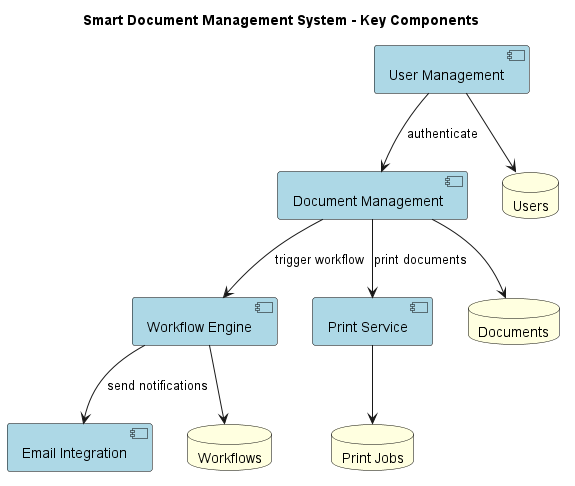 Smart Document Management System - Key Components
User Management
authenticate
Document Management
Users
trigger workflow
print documents
Workflow Engine
Print Service
Documents
send notifications
Email Integration
Workflows
Print Jobs